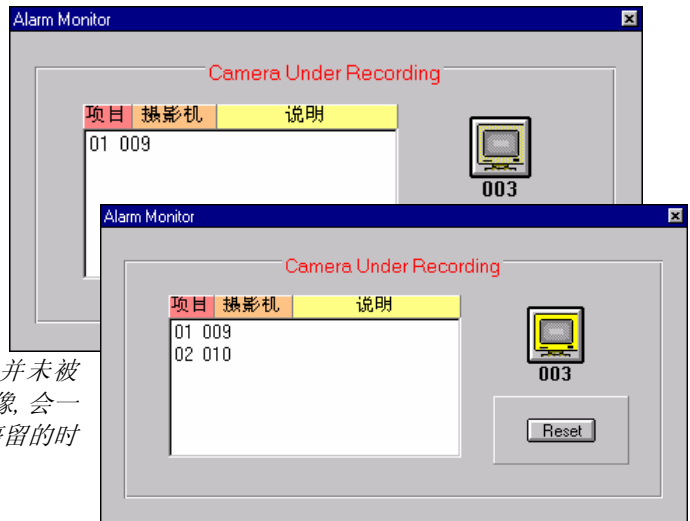 Alarm Monitor
Camera Under Recording
项目 摄影机 说明
01 009
003
Alarm Monitor
Camera Under Recording
项目 摄影机 说明
01 009
02 010
003
Reset
并未被
像, 会一
留的时